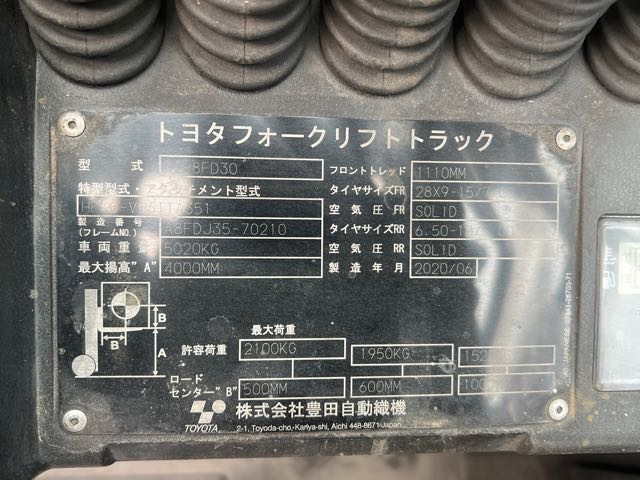 トヨタフォークリフトトラック
型式 8FD30
フロントトレッド 1110MM
特型型式・アタッチメント型式
タイヤサイズFR 28X9-15/7
空気圧FR SOLID
製造番号
(フレームNO.) A8FDJ35-70210
タイヤサイズRR
車両重量 5020KG
空気圧RR SOLID
最大揚高"A" 4000MM
製造年月 2020/06
B
B
A
最大荷重
許容荷重 2100KG 1950KG
ロード
センター"B" 500MM 600MM
TOYOTA
株式会社豊田自動織機
2-1, Toyoda-cho, Kariya-shi, Aichi 448-8671 Japan
JAPANESE